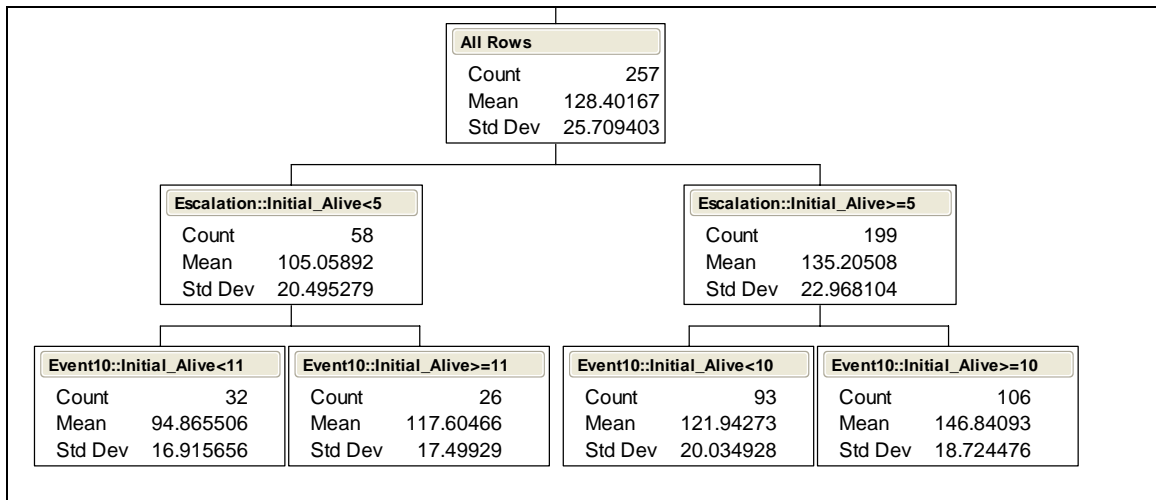 All Rows
Count 257
Mean 128.40167
Std Dev 25.709403
Escalation::Initial_Alive<5
Count 58
Mean 105.05892
Std Dev 20.495279
Escalation::Initial_Alive>=5
Count 199
Mean 135.20508
Std Dev 22.968104
Event10::Initial_Alive<11
Count 32
Mean 94.865506
Std Dev 16.915656
Event10::Initial_Alive>=11
Count 26
Mean 117.60466
Std Dev 17.49929
Event10::Initial_Alive<10
Count 93
Mean 121.94273
Std Dev 20.034928
Event10::Initial_Alive>=10
Count 106
Mean 146.84093
Std Dev 18.724476